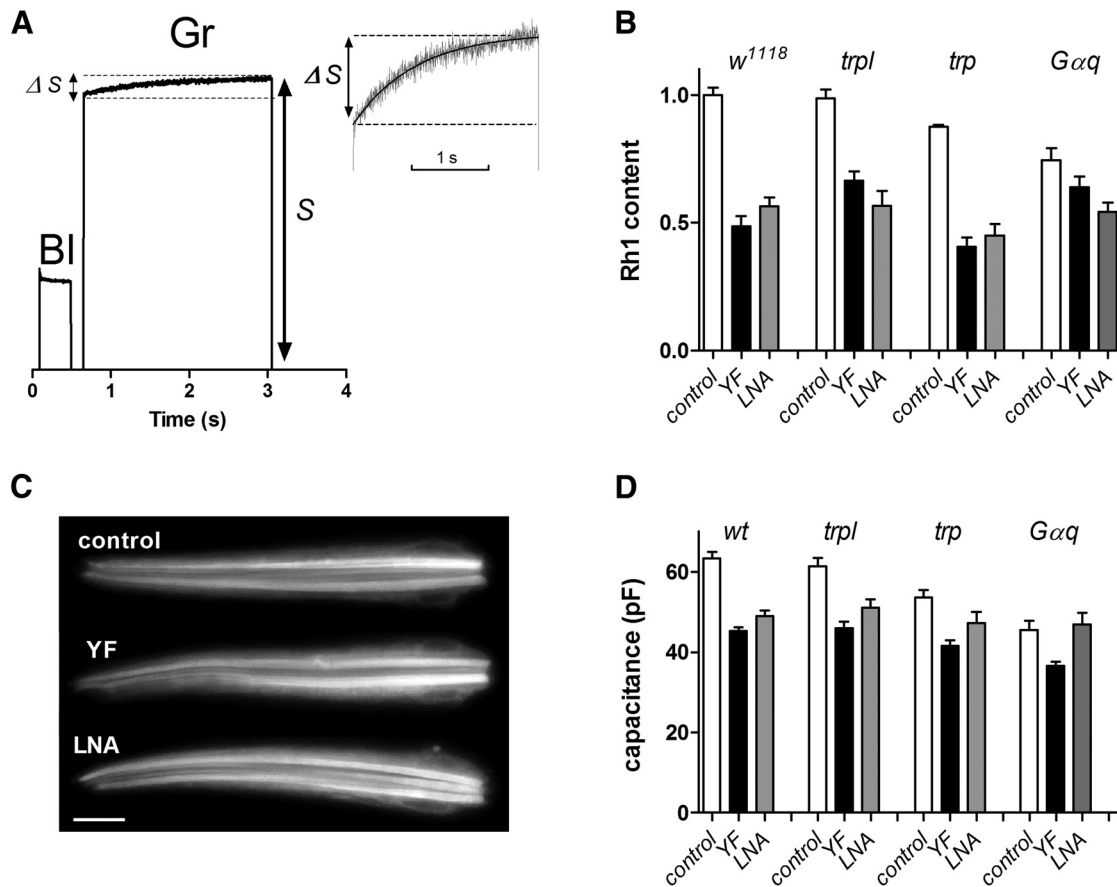 A
Gr
Δ S
Bl
S
0 1 2 3 4
Time (s)
Δ S
1 s
B
w1118 trpl trp Gαq
1.0
0.5
0.0
Rh1 content
control YF LNA control YF LNA control YF LNA control YF LNA
C
control
YF
LNA
D
wt trpl trp Gαq
60
40
20
0
capacitance (pF)
control YF LNA control YF LNA control YF LNA control YF LNA